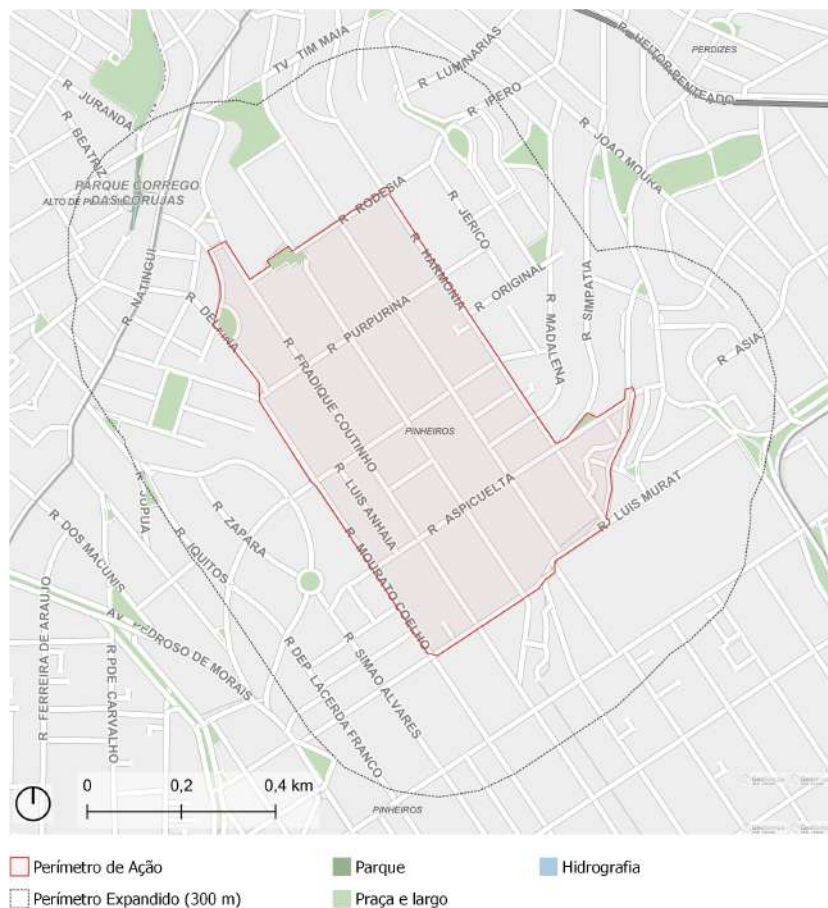 TV TIM MAIA
R LUMINARIAS
R HEITOR PENTEADO
PERDIZES
R JURANDA
R IPERO
R BEATRIZ
R JOAO MOURA
PARQUE CORREGO
DAS CORUJAS
R RODESIA
R JERICO
R HARMONIA
R NATINGUI
R ORIGINAL
R SIMPATIA
R MADALENA
R PURPURINA
R ASIA
R FRADIQUE COUTINHO
PINHEIROS
R LUIS ANHAIA
R ASPICUELTA
R LUIS MURAT
R JUPUA
R ZAPARA
R IQUITOS
R MOURATO COELHO
R DOS MACUNIS
AV PEDROSO DE MORAIS
R FERREIRA DE ARAUJO
R PDE CARVALHO
R SIMAO ALVARES
R DEP LACERDA FRANCO
0 0,2 0,4 km
PINHEIROS
Perímetro de Ação
Parque
Hidrografia
Perímetro Expandido (300 m)
Praça e largo